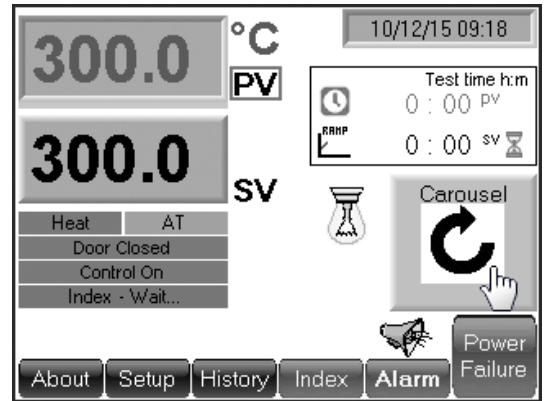 300.0
°C
PV
10/12/15 09:18
Test time h:m
0 : 00 PV
RAMP
0 : 00 SV
300.0
SV
Heat AT
Door Closed
Control On
Index - Wait...
Carousel
About Setup History Index Alarm Power Failure